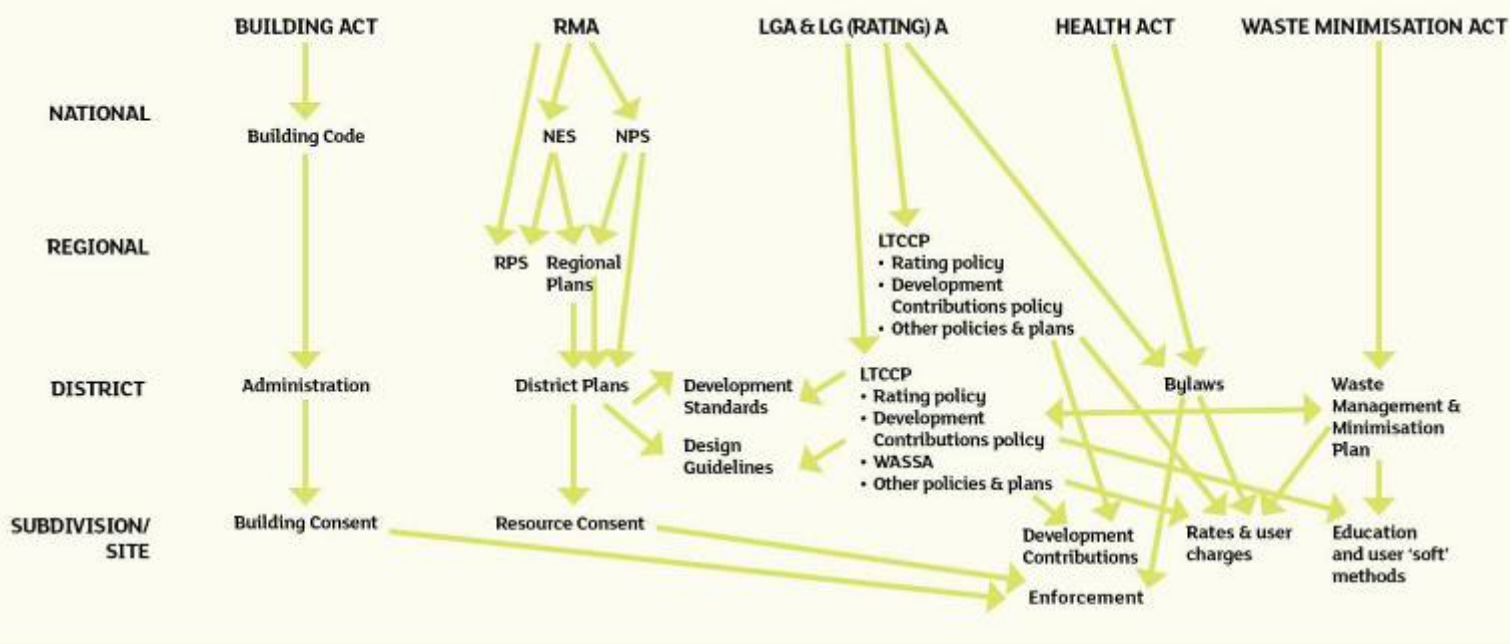 BUILDING ACT
RMA
LGA & LG (RATING) A
HEALTH ACT
WASTE MINIMISATION ACT
NATIONAL
Building Code
NES
NPS
REGIONAL
RPS
Regional
Plans
LTCCP
• Rating policy
• Development
Contributions policy
• Other policies & plans
DISTRICT
Administration
District Plans
Development
Standards
Design
Guidelines
LTCCP
• Rating policy
• Development
Contributions policy
• WASSA
• Other policies & plans
Bylaws
Waste
Management &
Minimisation
Plan
SUBDIVISION/
SITE
Building Consent
Resource Consent
Development
Contributions
Enforcement
Rates & user
charges
Education
and user ‘soft’
methods